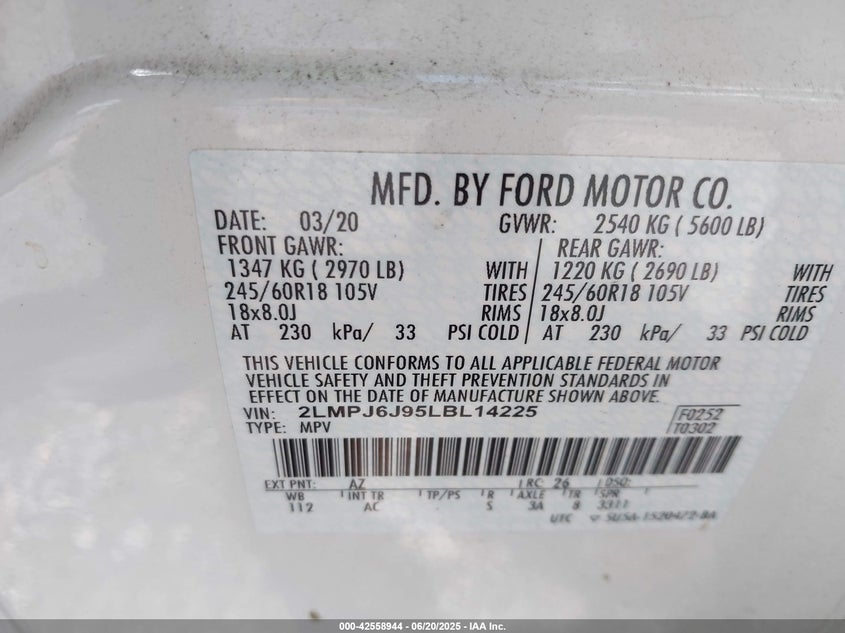 MFD. BY FORD MOTOR CO.
DATE: 03/20 GVWR: 2540 KG ( 5600 LB)
FRONT GAWR: REAR GAWR:
1347 KG ( 2970 LB) WITH 1220 KG ( 2690 LB) WITH
245/60R18 105V TIRES 245/60R18 105V TIRES
18x8.0J RIMS 18x8.0J RIMS
AT 230 kPa/ 33 PSI COLD AT 230 kPa/ 33 PSI COLD
THIS VEHICLE CONFORMS TO ALL APPLICABLE FEDERAL MOTOR
VEHICLE SAFETY AND THEFT PREVENTION STANDARDS IN
EFFECT ON THE DATE OF MANUFACTURE SHOWN ABOVE.
VIN: 2LMPJ6J95LBL14225 F0252
TYPE: MPV T0302
EXT PNT: AZ RC: 26 DSO:
WB INT TR TP/PS R AXLE TR SPR
112 AC S 3A 8 3311
UTC
000-42558944 | 06/20/2025 - IAA Inc.